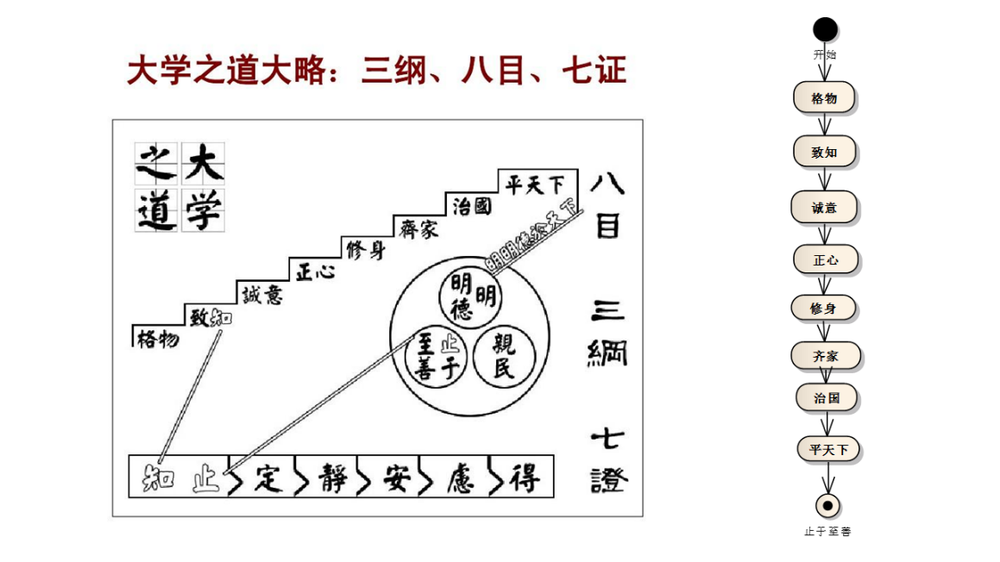 大学之道大略：三纲、八目、七证
大学之道
平天下
治國
齊家
修身
正心
誠意
致知
格物
明明德於天下
明明德
止于至善
親民
八目
三綱
七證
知止
定
靜
安
慮
得
开始
格物
致知
诚意
正心
修身
齐家
治国
平天下
止于至善